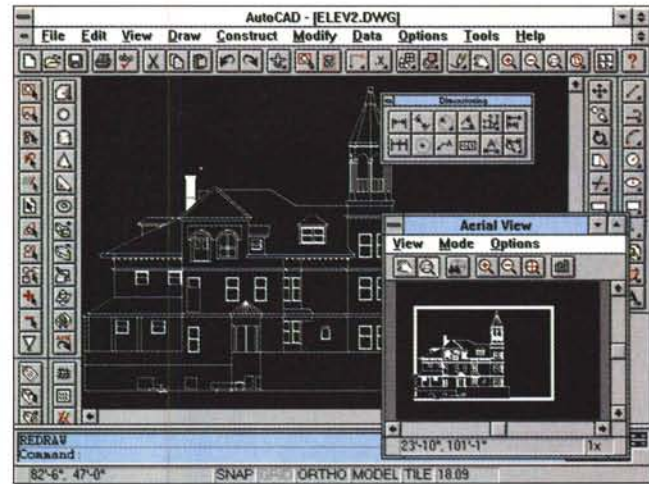 AutoCAD - [ELEV2.DWG]
File Edit View Draw Construct Modify Data Options Tools Help
Dimensioning
Aerial View
View Mode Options
REDRAW
Command:
23'-10", 101'-1" 1x
82'-6", 47'-0" SNAP GRID ORTHO MODEL TILE 18.09